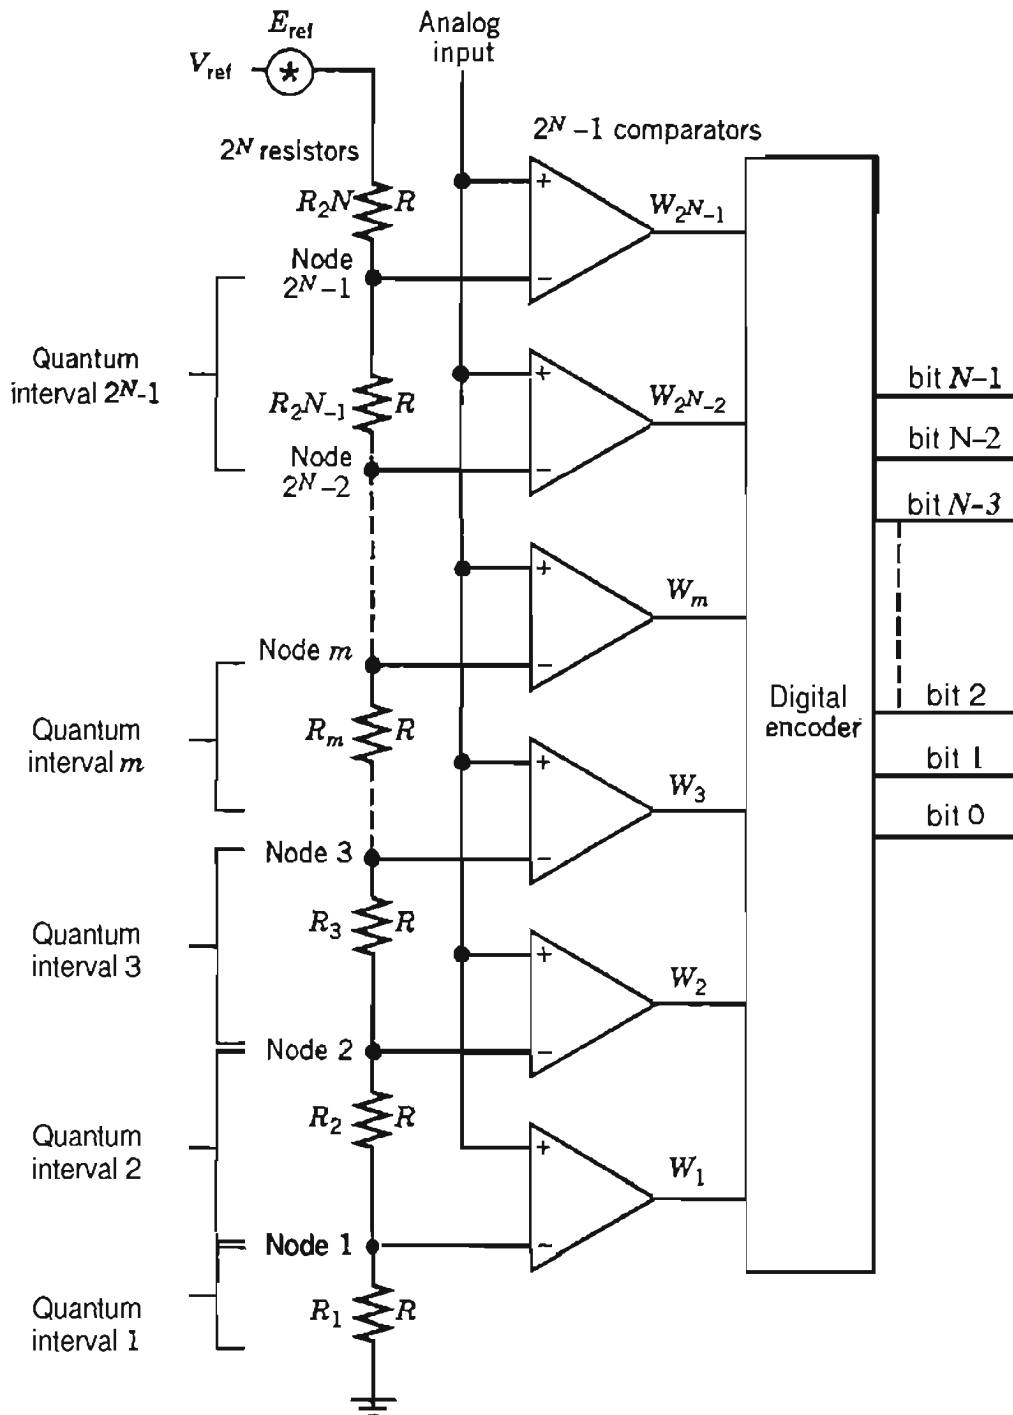 E_ref
Analog
input
V_ref
*
2^N resistors
2^N –1 comparators
R_2N R
+
W_2^N–1
Node
2^N–1
–
Quantum
interval 2^N-1
R_2N–1 R
+
W_2^N–2
bit N–1
Node
2^N–2
–
bit N–2
bit N–3
+
W_m
Node m
–
Digital
encoder
bit 2
Quantum
interval m
R_m R
+
W_3
bit 1
bit 0
Node 3
–
Quantum
interval 3
R_3 R
+
W_2
Node 2
–
Quantum
interval 2
R_2 R
+
W_1
Node 1
–
Quantum
interval 1
R_1 R